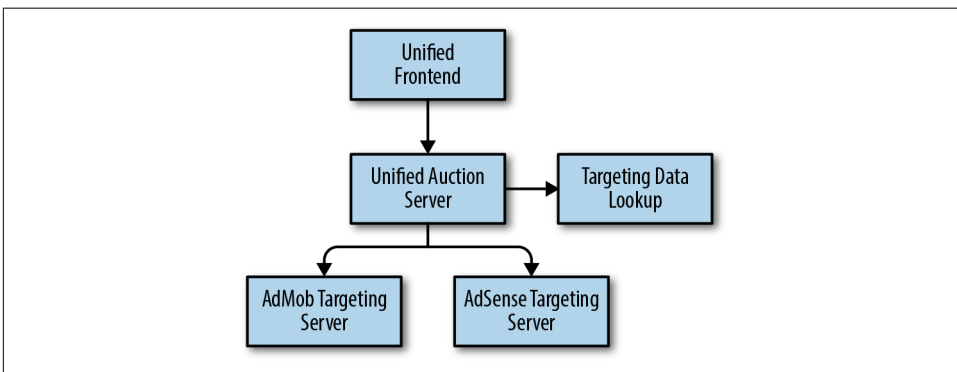 Unified
Frontend
Unified Auction
Server
Targeting Data
Lookup
AdMob Targeting
Server
AdSense Targeting
Server